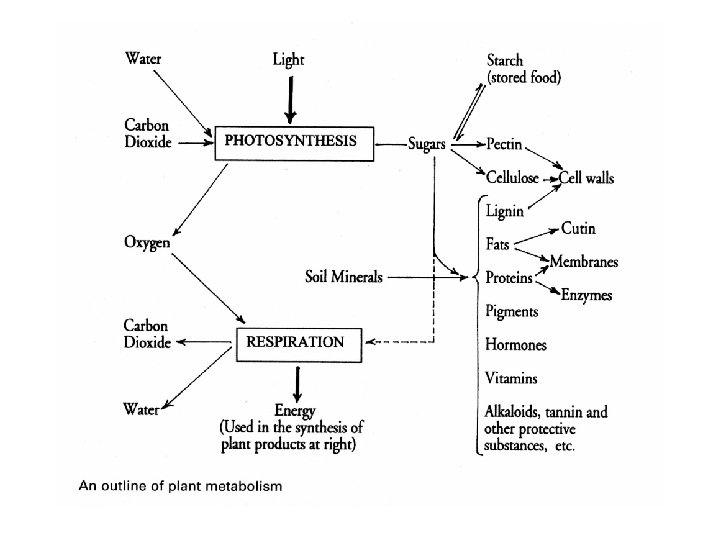 Water
Light
Starch
(stored food)
Carbon
Dioxide
PHOTOSYNTHESIS
Sugars
Pectin
Cellulose
Cell walls
Lignin
Cutin
Oxygen
Fats
Membranes
Soil Minerals
Proteins
Enzymes
Pigments
Carbon
Dioxide
RESPIRATION
Hormones
Vitamins
Water
Energy
(Used in the synthesis of
plant products at right)
Alkaloids, tannin and
other protective
substances, etc.
An outline of plant metabolism